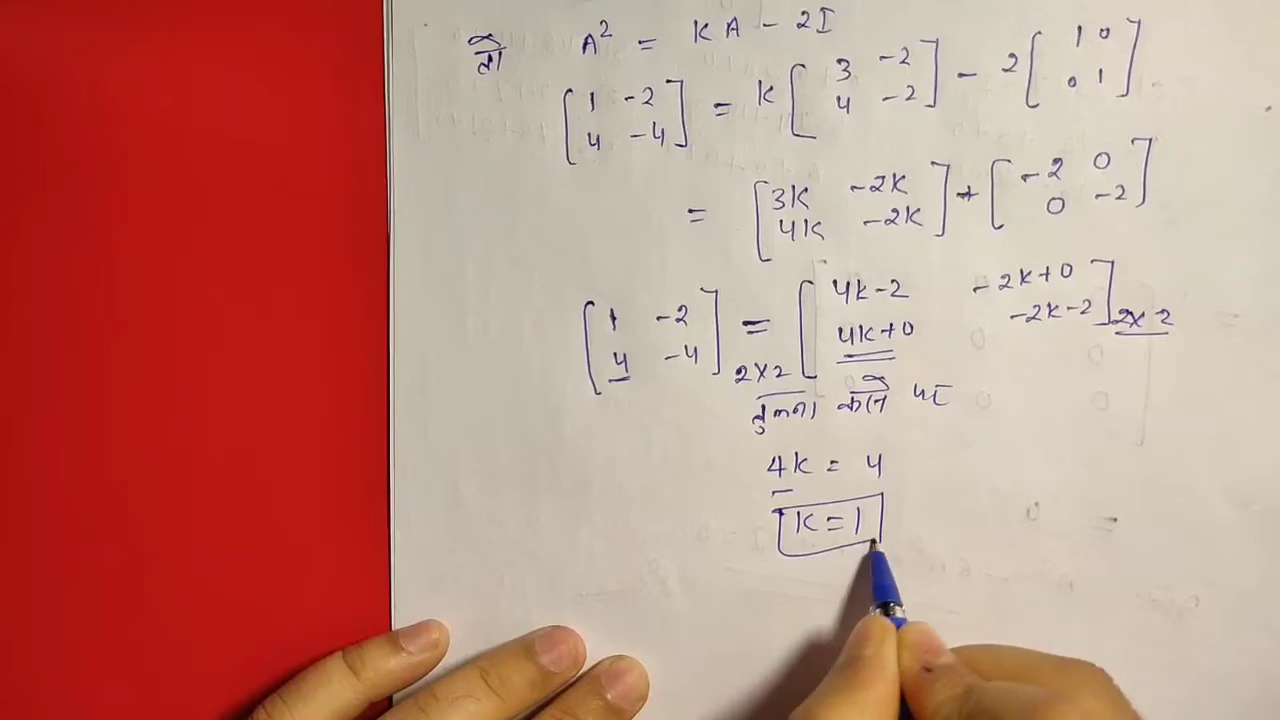 A² = KA - 2I
[1 -2 4 -4] = K [3 -2 4 -2] - 2 [1 0 0 1]
= [3K -2K 4K -2K] + [-2 0 0 -2]
[1 -2 4 -4] 2×2 = [4K-2 -2K+0 4K+0 -2K-2] 2×2
तुलना
4K = 4
K = 1